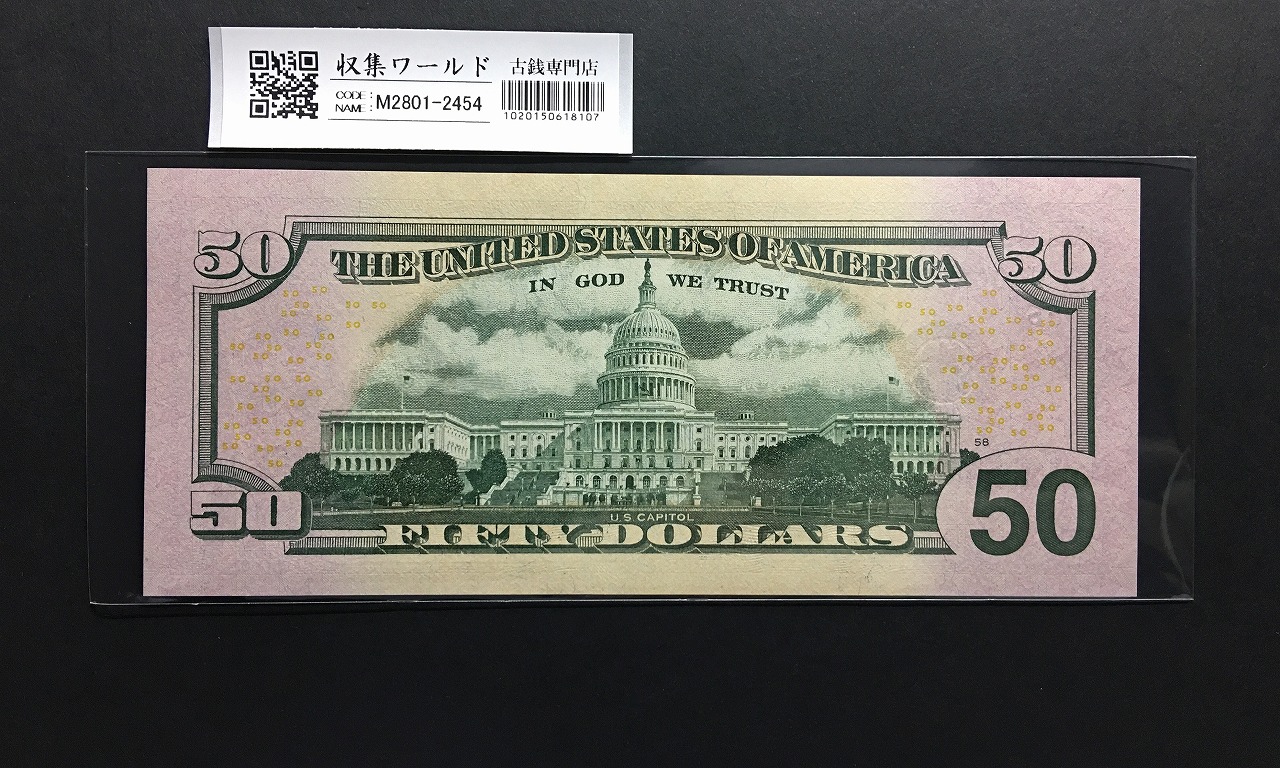 収集ワールド 古銭専門店
CODE:
NAME: M2801-2454
1020150618107
50 THE UNITED STATES OF AMERICA 50
IN GOD WE TRUST
58
50 U.S. CAPITOL 50
FIFTY DOLLARS